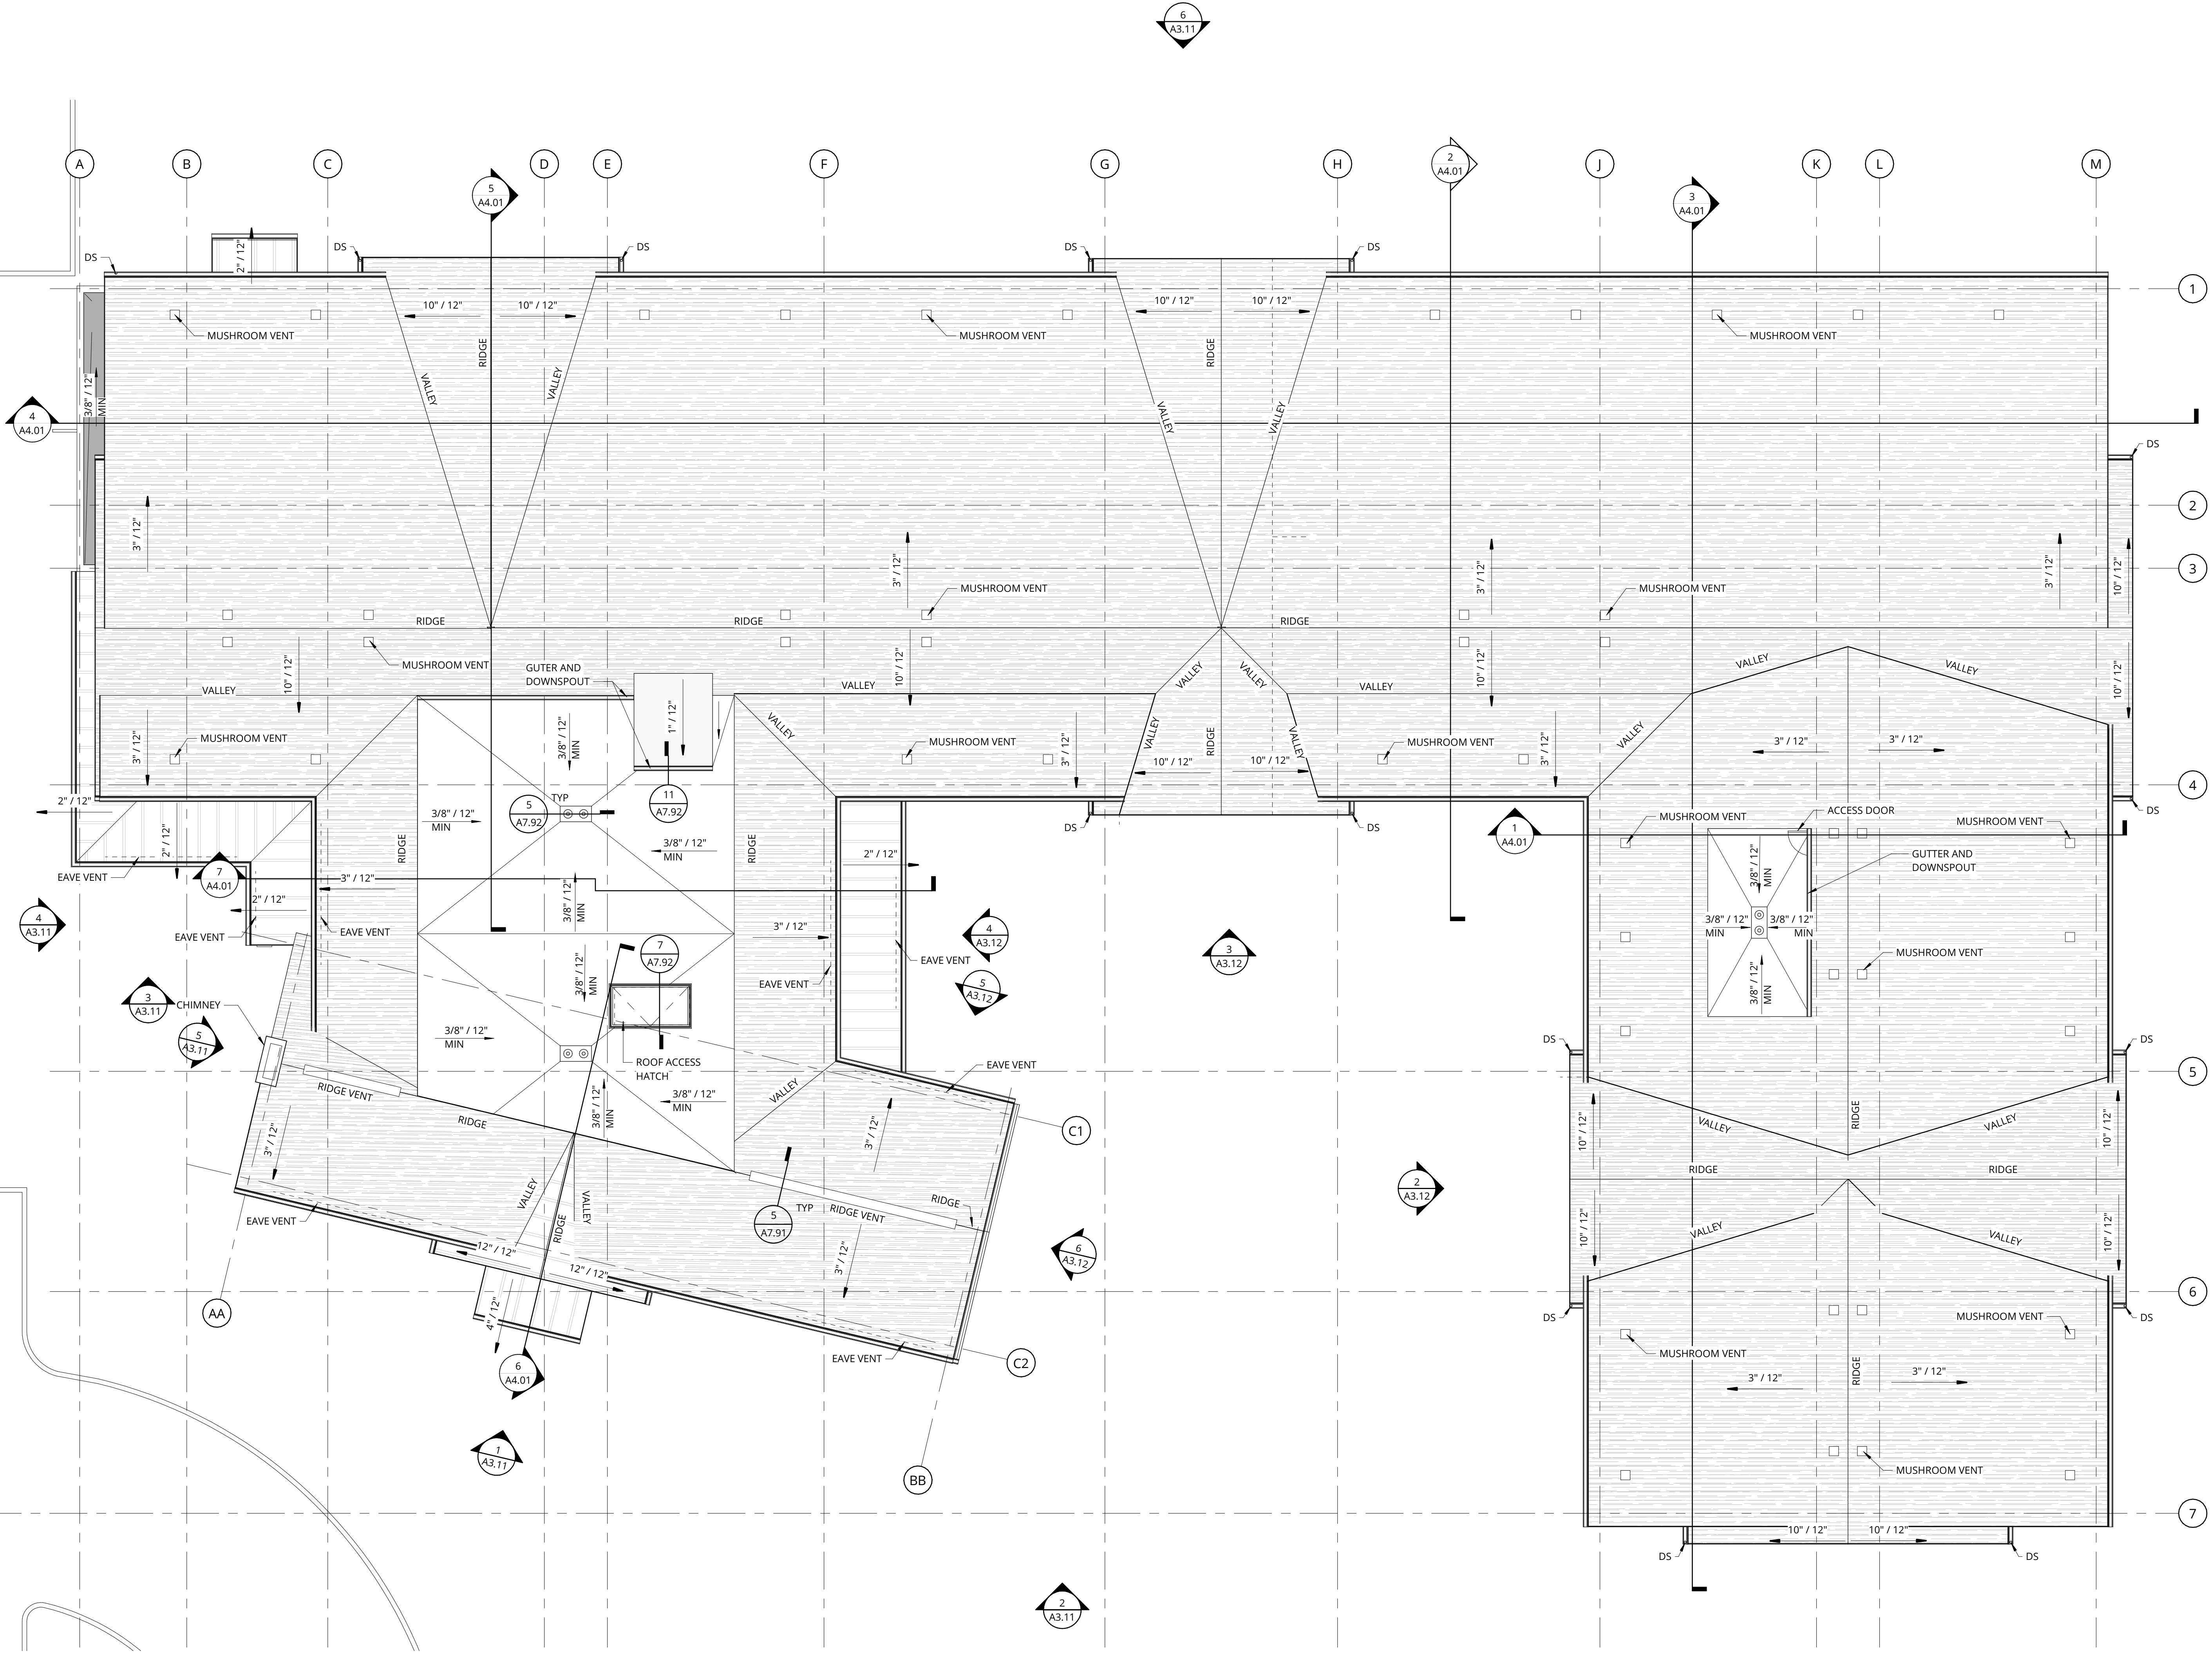 6
A3.11
A
B
C
D
E
F
G
H
J
K
L
M
5
A4.01
2
A4.01
3
A4.01
DS
2" / 12"
DS
DS
DS
DS
1
10" / 12"
10" / 12"
10" / 12"
10" / 12"
MUSHROOM VENT
MUSHROOM VENT
MUSHROOM VENT
RIDGE
RIDGE
3/8" / 12"
MIN
VALLEY
VALLEY
VALLEY
VALLEY
4
A4.01
DS
2
3" / 12"
3" / 12"
3" / 12"
3" / 12"
10" / 12"
3
MUSHROOM VENT
MUSHROOM VENT
RIDGE
RIDGE
RIDGE
MUSHROOM VENT
GUTER AND
DOWNSPOUT
10" / 12"
10" / 12"
10" / 12"
10" / 12"
VALLEY
VALLEY
VALLEY
VALLEY
VALLEY
VALLEY
VALLEY
1" / 12"
VALLEY
VALLEY
VALLEY
VALLEY
RIDGE
3" / 12"
MUSHROOM VENT
3/8" / 12"
MIN
MUSHROOM VENT
3" / 12"
10" / 12"
10" / 12"
MUSHROOM VENT
3" / 12"
3" / 12"
3" / 12"
4
2" / 12"
TYP
5
A7.92
11
A7.92
3/8" / 12"
MIN
DS
DS
DS
1
A4.01
MUSHROOM VENT
ACCESS DOOR
MUSHROOM VENT
2" / 12"
RIDGE
RIDGE
3/8" / 12"
MIN
2" / 12"
GUTTER AND
DOWNSPOUT
3/8" / 12"
MIN
EAVE VENT
7
A4.01
3" / 12"
3/8" / 12"
MIN
2" / 12"
4
A3.11
EAVE VENT
EAVE VENT
3" / 12"
4
A3.12
3
A3.12
3/8" / 12"
MIN
3/8" / 12"
MIN
MUSHROOM VENT
7
A7.92
3/8" / 12"
MIN
EAVE VENT
EAVE VENT
5
A3.12
3/8" / 12"
MIN
3
A3.11
CHIMNEY
5
A3.11
3/8" / 12"
MIN
ROOF ACCESS
HATCH
EAVE VENT
DS
DS
5
RIDGE VENT
RIDGE
3/8" / 12"
MIN
3/8" / 12"
MIN
VALLEY
3" / 12"
3" / 12"
C1
10" / 12"
VALLEY
RIDGE
VALLEY
10" / 12"
RIDGE
RIDGE
2
A3.12
VALLEY
VALLEY
RIDGE
EAVE VENT
5
A7.91
TYP
RIDGE VENT
RIDGE
10" / 12"
VALLEY
VALLEY
10" / 12"
12" / 12"
12" / 12"
3" / 12"
6
A3.12
6
AA
4" / 12"
DS
DS
MUSHROOM VENT
MUSHROOM VENT
EAVE VENT
C2
6
A4.01
3" / 12"
RIDGE
3" / 12"
1
A3.11
BB
MUSHROOM VENT
7
10" / 12"
10" / 12"
DS
DS
2
A3.11